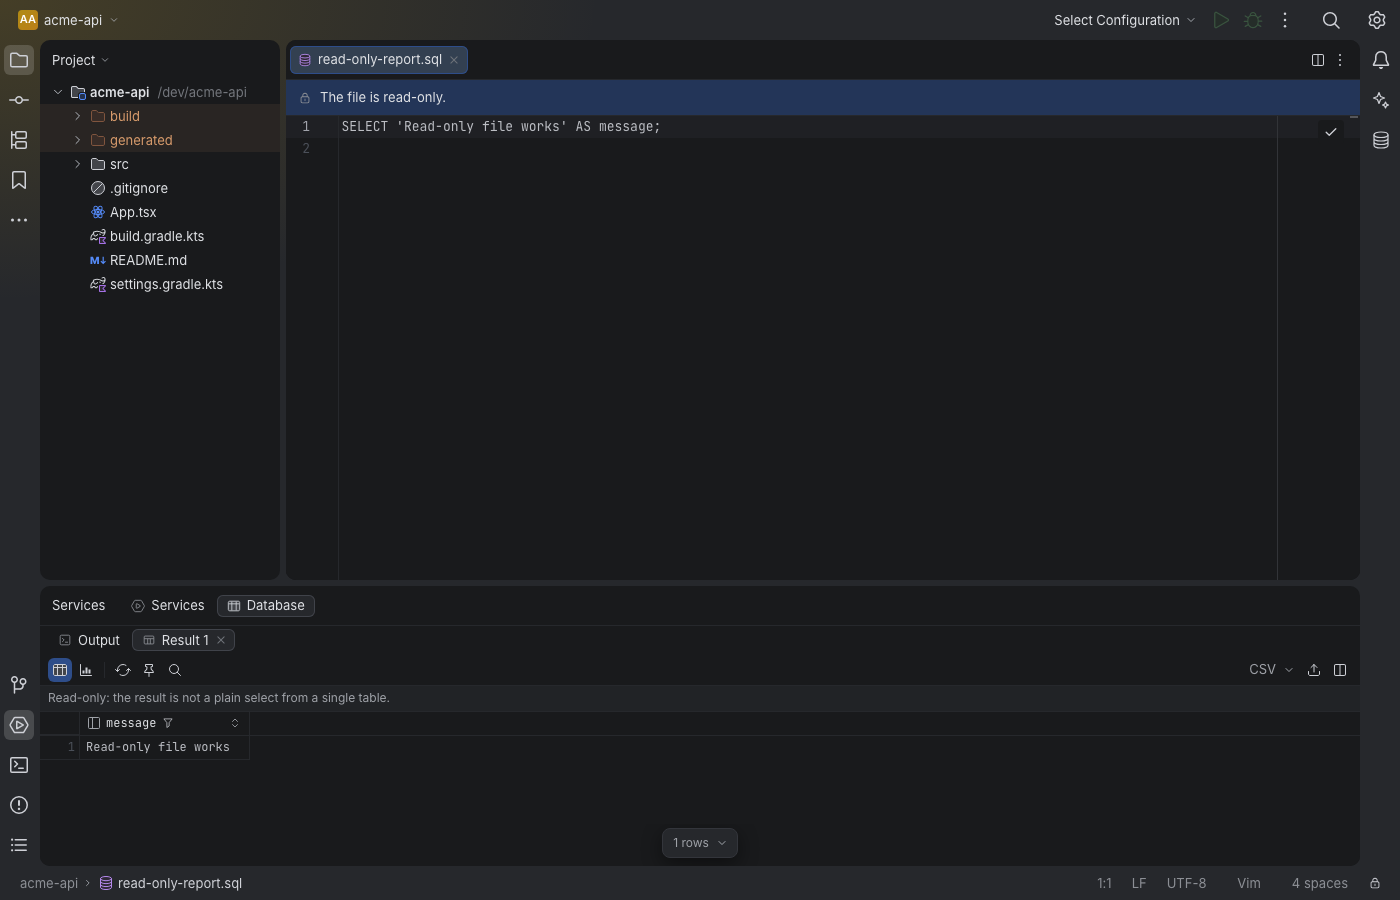 AA acme-api
Select Configuration
Project
read-only-report.sql
acme-api /dev/acme-api
build
generated
src
.gitignore
App.tsx
build.gradle.kts
M↓ README.md
settings.gradle.kts
The file is read-only.
1 SELECT 'Read-only file works' AS message;
2
Services Services Database
Output Result 1
CSV
Read-only: the result is not a plain select from a single table.
message
1 Read-only file works
1 rows
acme-api › read-only-report.sql
1:1 LF UTF-8 Vim 4 spaces